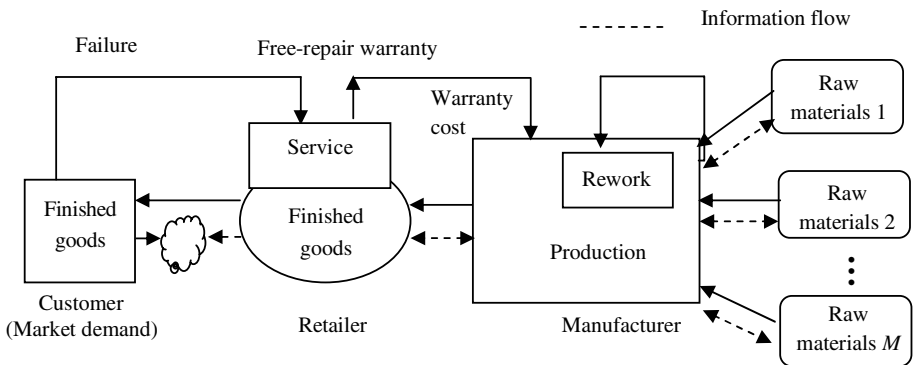 Information flow
Failure
Free-repair warranty
Warranty
cost
Raw
materials 1
Service
Rework
Finished
goods
Finished
goods
Production
Raw
materials 2
Customer
(Market demand)
Retailer
Manufacturer
Raw
materials M